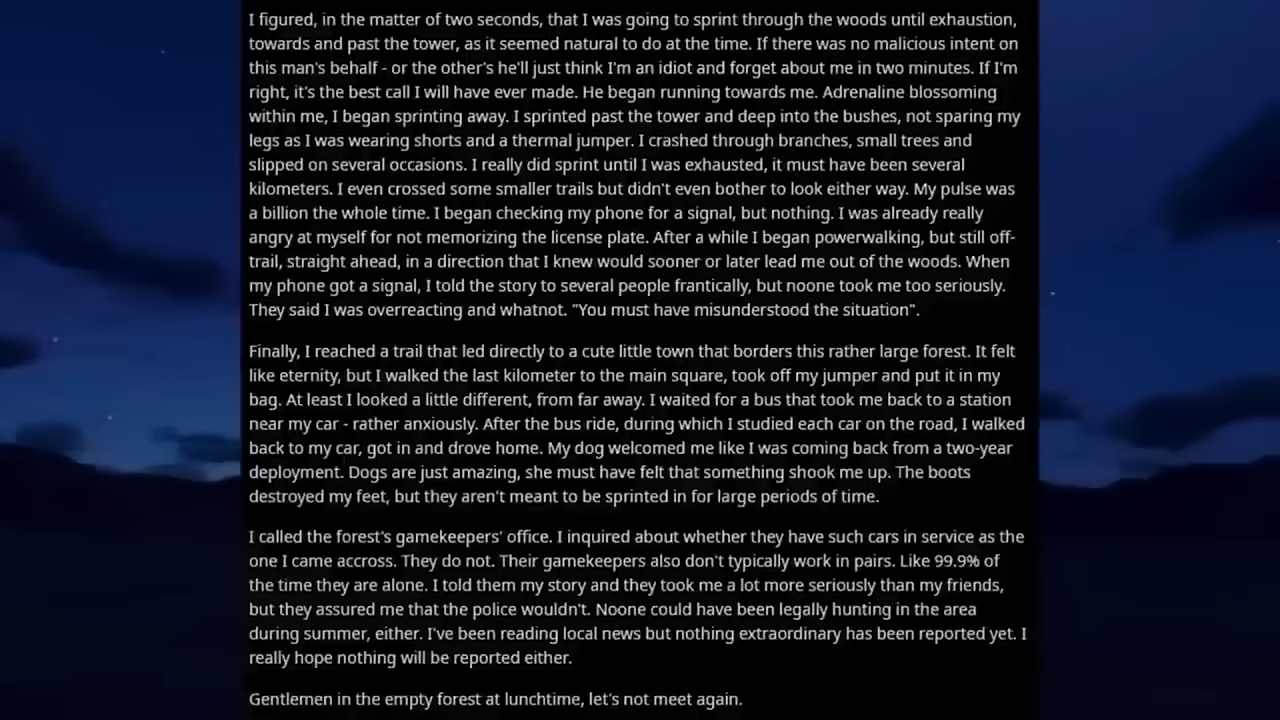 I figured, in the matter of two seconds, that I was going to sprint through the woods until exhaustion,
towards and past the tower, as it seemed natural to do at the time. If there was no malicious intent on
this man's behalf - or the other's he'll just think I'm an idiot and forget about me in two minutes. If I'm
right, it's the best call I will have ever made. He began running towards me. Adrenaline blossoming
within me, I began sprinting away. I sprinted past the tower and deep into the bushes, not sparing my
legs as I was wearing shorts and a thermal jumper. I crashed through branches, small trees and
slipped on several occasions. I really did sprint until I was exhausted, it must have been several
kilometers. I even crossed some smaller trails but didn't even bother to look either way. My pulse was
a billion the whole time. I began checking my phone for a signal, but nothing. I was already really
angry at myself for not memorizing the license plate. After a while I began powerwalking, but still off-
trail, straight ahead, in a direction that I knew would sooner or later lead me out of the woods. When
my phone got a signal, I told the story to several people frantically, but noone took me too seriously.
They said I was overreacting and whatnot. "You must have misunderstood the situation".
Finally, I reached a trail that led directly to a cute little town that borders this rather large forest. It felt
like eternity, but I walked the last kilometer to the main square, took off my jumper and put it in my
bag. At least I looked a little different, from far away. I waited for a bus that took me back to a station
near my car - rather anxiously. After the bus ride, during which I studied each car on the road, I walked
back to my car, got in and drove home. My dog welcomed me like I was coming back from a two-year
deployment. Dogs are just amazing, she must have felt that something shook me up. The boots
destroyed my feet, but they aren't meant to be sprinted in for large periods of time.
I called the forest's gamekeepers' office. I inquired about whether they have such cars in service as the
one I came accross. They do not. Their gamekeepers also don't typically work in pairs. Like 99.9% of
the time they are alone. I told them my story and they took me a lot more seriously than my friends,
but they assured me that the police wouldn't. Noone could have been legally hunting in the area
during summer, either. I've been reading local news but nothing extraordinary has been reported yet. I
really hope nothing will be reported either.
Gentlemen in the empty forest at lunchtime, let's not meet again.